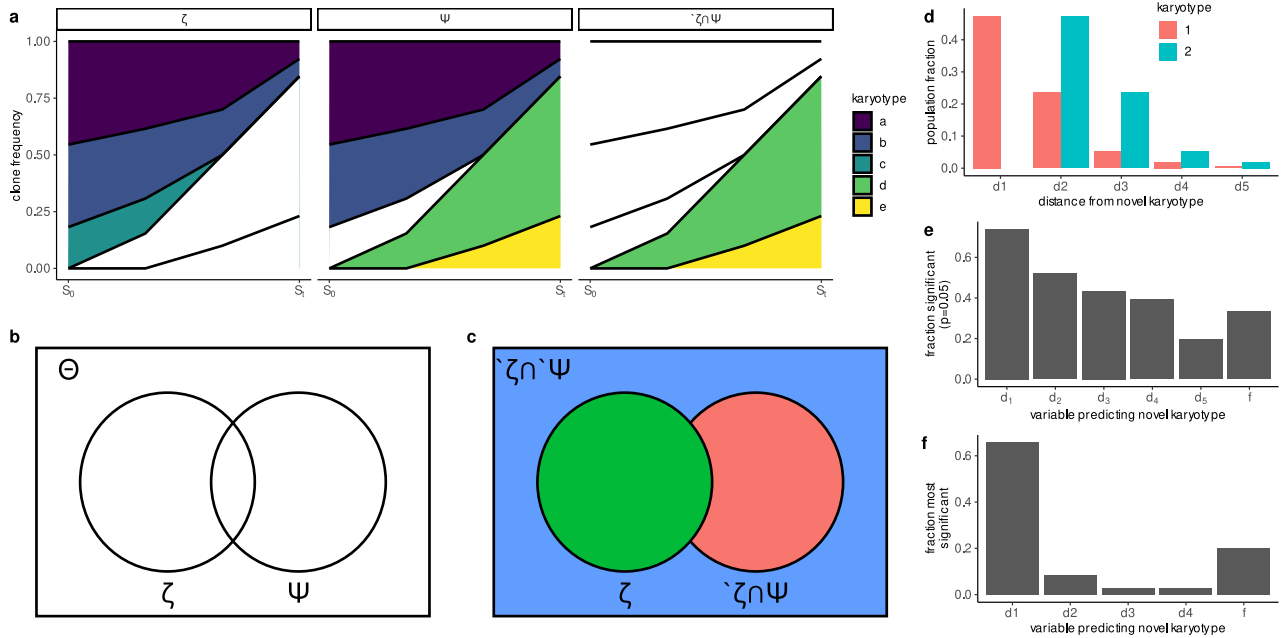 a
ζ
Ψ
`ζ∩Ψ
clone frequency
1.00
0.75
0.50
0.25
0.00
S0
St
S0
St
S0
St
karyotype
a
b
c
d
e
b
Θ
ζ
Ψ
c
`ζ∩`Ψ
ζ
`ζ∩Ψ
d
karyotype
1
2
population fraction
0.4
0.3
0.2
0.1
0.0
d1
d2
d3
d4
d5
distance from novel karyotype
e
fraction significant
(p=0.05)
0.6
0.4
0.2
0.0
d1
d2
d3
d4
d5
f
variable predicting novel karyotype
f
fraction most
significant
0.6
0.4
0.2
0.0
d1
d2
d3
d4
f
variable predicting novel karyotype